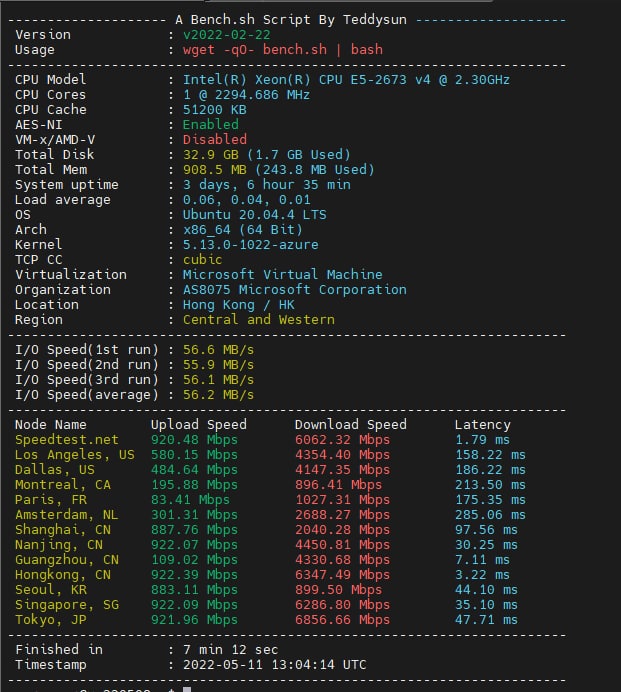 -------------------- A Bench.sh Script By Teddysun -------------------
Version : v2022-02-22
Usage : wget -qO- bench.sh | bash
----------------------------------------------------------------------
CPU Model : Intel(R) Xeon(R) CPU E5-2673 v4 @ 2.30GHz
CPU Cores : 1 @ 2294.686 MHz
CPU Cache : 51200 KB
AES-NI : Enabled
VM-x/AMD-V : Disabled
Total Disk : 32.9 GB (1.7 GB Used)
Total Mem : 908.5 MB (243.8 MB Used)
System uptime : 3 days, 6 hour 35 min
Load average : 0.06, 0.04, 0.01
OS : Ubuntu 20.04.4 LTS
Arch : x86_64 (64 Bit)
Kernel : 5.13.0-1022-azure
TCP CC : cubic
Virtualization : Microsoft Virtual Machine
Organization : AS8075 Microsoft Corporation
Location : Hong Kong / HK
Region : Central and Western
----------------------------------------------------------------------
I/O Speed(1st run) : 56.6 MB/s
I/O Speed(2nd run) : 55.9 MB/s
I/O Speed(3rd run) : 56.1 MB/s
I/O Speed(average) : 56.2 MB/s
----------------------------------------------------------------------
Node Name Upload Speed Download Speed Latency
Speedtest.net 920.48 Mbps 6062.32 Mbps 1.79 ms
Los Angeles, US 580.15 Mbps 4354.40 Mbps 158.22 ms
Dallas, US 484.64 Mbps 4147.35 Mbps 186.22 ms
Montreal, CA 195.88 Mbps 896.41 Mbps 213.50 ms
Paris, FR 83.41 Mbps 1027.31 Mbps 175.35 ms
Amsterdam, NL 301.31 Mbps 2688.27 Mbps 285.06 ms
Shanghai, CN 887.76 Mbps 2040.28 Mbps 97.56 ms
Nanjing, CN 922.07 Mbps 4450.81 Mbps 30.25 ms
Guangzhou, CN 109.02 Mbps 4330.68 Mbps 7.11 ms
Hongkong, CN 922.39 Mbps 6347.49 Mbps 3.22 ms
Seoul, KR 883.11 Mbps 899.50 Mbps 44.10 ms
Singapore, SG 922.09 Mbps 6286.80 Mbps 35.10 ms
Tokyo, JP 921.96 Mbps 6856.66 Mbps 47.71 ms
----------------------------------------------------------------------
Finished in : 7 min 12 sec
Timestamp : 2022-05-11 13:04:14 UTC
----------------------------------------------------------------------